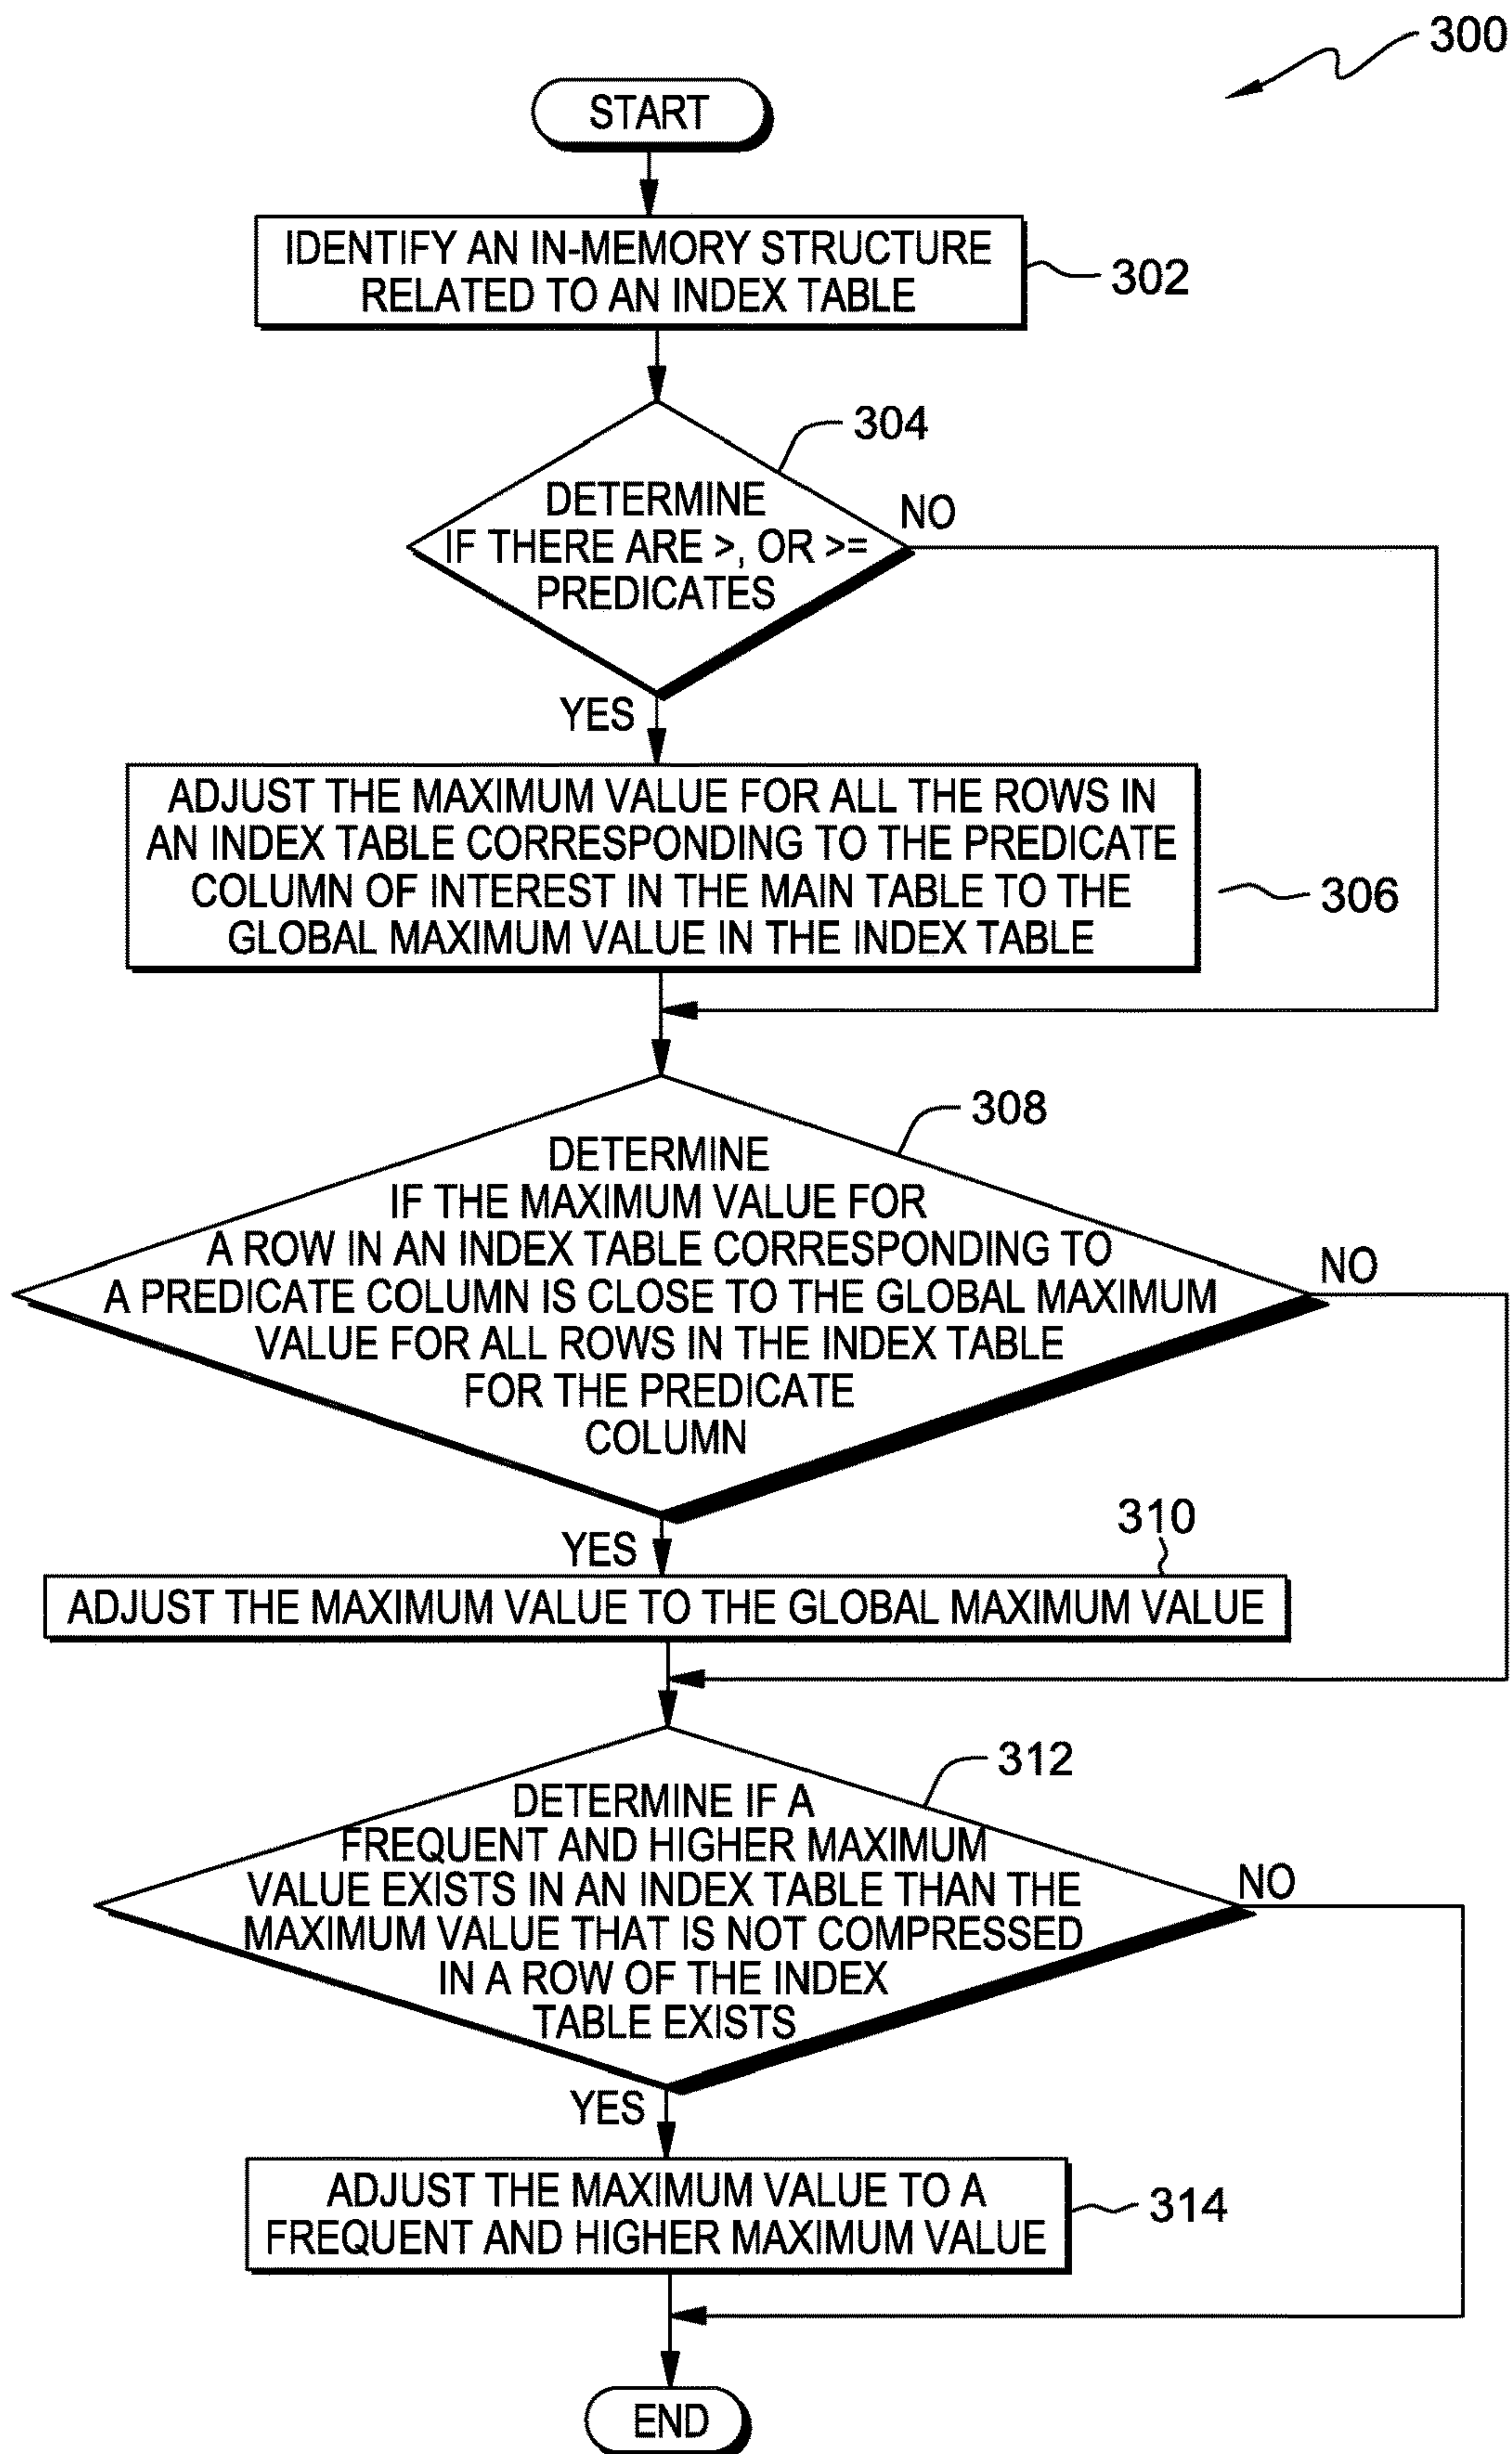 300
START
IDENTIFY AN IN-MEMORY STRUCTURE
RELATED TO AN INDEX TABLE
302
304
DETERMINE
IF THERE ARE >, OR >=
PREDICATES
NO
YES
ADJUST THE MAXIMUM VALUE FOR ALL THE ROWS IN
AN INDEX TABLE CORRESPONDING TO THE PREDICATE
COLUMN OF INTEREST IN THE MAIN TABLE TO THE
GLOBAL MAXIMUM VALUE IN THE INDEX TABLE
306
308
DETERMINE
IF THE MAXIMUM VALUE FOR
A ROW IN AN INDEX TABLE CORRESPONDING TO
A PREDICATE COLUMN IS CLOSE TO THE GLOBAL MAXIMUM
VALUE FOR ALL ROWS IN THE INDEX TABLE
FOR THE PREDICATE
COLUMN
NO
YES
310
ADJUST THE MAXIMUM VALUE TO THE GLOBAL MAXIMUM VALUE
312
DETERMINE IF A
FREQUENT AND HIGHER MAXIMUM
VALUE EXISTS IN AN INDEX TABLE THAN THE
MAXIMUM VALUE THAT IS NOT COMPRESSED
IN A ROW OF THE INDEX
TABLE EXISTS
NO
YES
ADJUST THE MAXIMUM VALUE TO A
FREQUENT AND HIGHER MAXIMUM VALUE
314
END